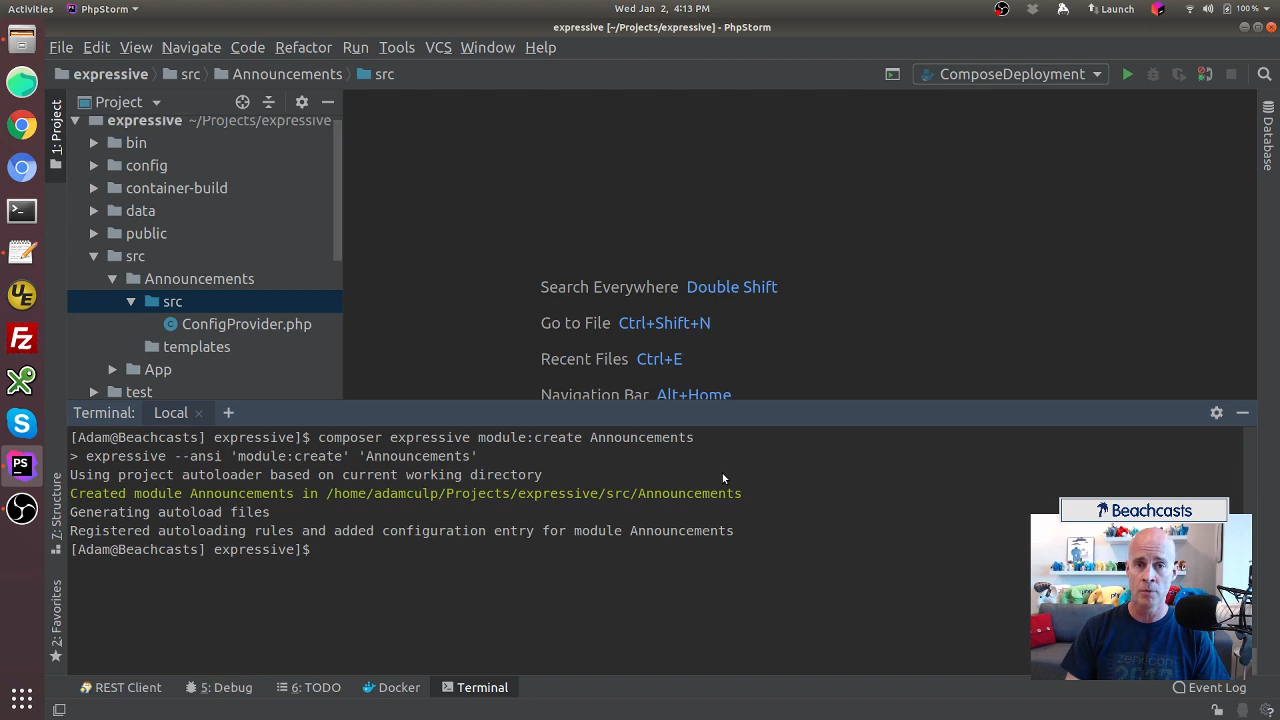 Activities
PhpStorm
Wed Jan 2, 4:13 PM
Launch
100 %
expressive [~/Projects/expressive] - PhpStorm
File Edit View Navigate Code Refactor Run Tools VCS Window Help
expressive src Announcements src
ComposeDeployment
1: Project
Project
expressive ~/Projects/expressive
bin
config
container-build
data
public
src
Announcements
src
ConfigProvider.php
templates
App
test
Search Everywhere Double Shift
Go to File Ctrl+Shift+N
Recent Files Ctrl+E
Navigation Bar Alt+Home
Database
Terminal: Local × +
[Adam@Beachcasts] expressive]$ composer expressive module:create Announcements
> expressive --ansi 'module:create' 'Announcements'
Using project autoloader based on current working directory
Created module Announcements in /home/adamculp/Projects/expressive/src/Announcements
Generating autoload files
Registered autoloading rules and added configuration entry for module Announcements
[Adam@Beachcasts] expressive]$
7: Structure
2: Favorites
Beachcasts
REST Client
5: Debug
6: TODO
Docker
Terminal
Event Log